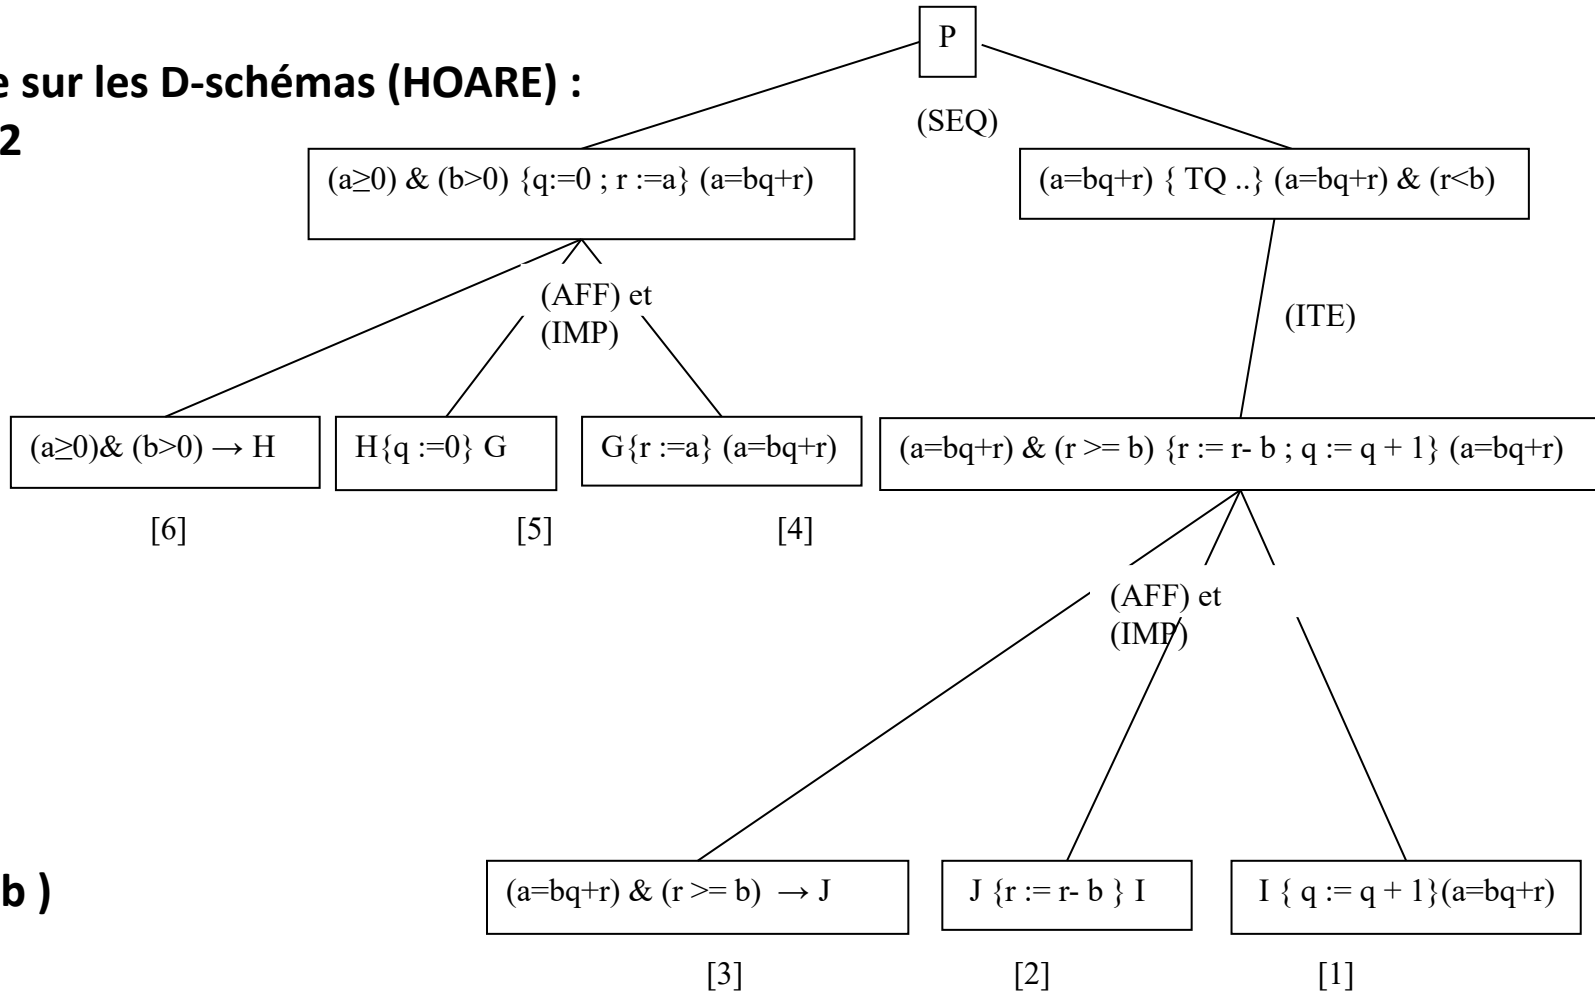 P
e sur les D-schémas (HOARE) :
2
(SEQ)
(a≥0) & (b>0) {q:=0 ; r :=a} (a=bq+r)
(a=bq+r) { TQ ..} (a=bq+r) & (r<b)
(AFF) et
(IMP)
(ITE)
(a≥0)& (b>0) → H
H{q :=0} G
G{r :=a} (a=bq+r)
(a=bq+r) & (r >= b) {r := r- b ; q := q + 1} (a=bq+r)
[6]
[5]
[4]
(AFF) et
(IMP)
b )
(a=bq+r) & (r >= b) → J
J {r := r- b } I
I { q := q + 1}(a=bq+r)
[3]
[2]
[1]